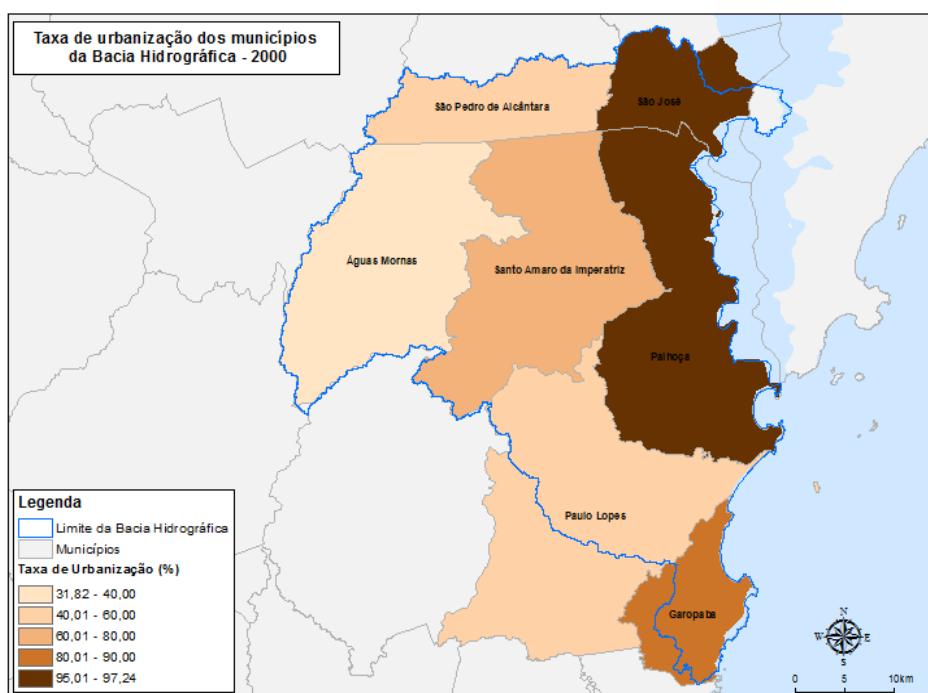 Taxa de urbanização dos municípios
da Bacia Hidrográfica - 2000
São Pedro de Alcântara
São José
Águas Mornas
Santo Amaro da Imperatriz
Palhoça
Paulo Lopes
Garopaba
Legenda
Limite da Bacia Hidrográfica
Municípios
Taxa de Urbanização (%)
31,82 - 40,00
40,01 - 60,00
60,01 - 80,00
80,01 - 90,00
95,01 - 97,24
N
W E
S
0 5 10km